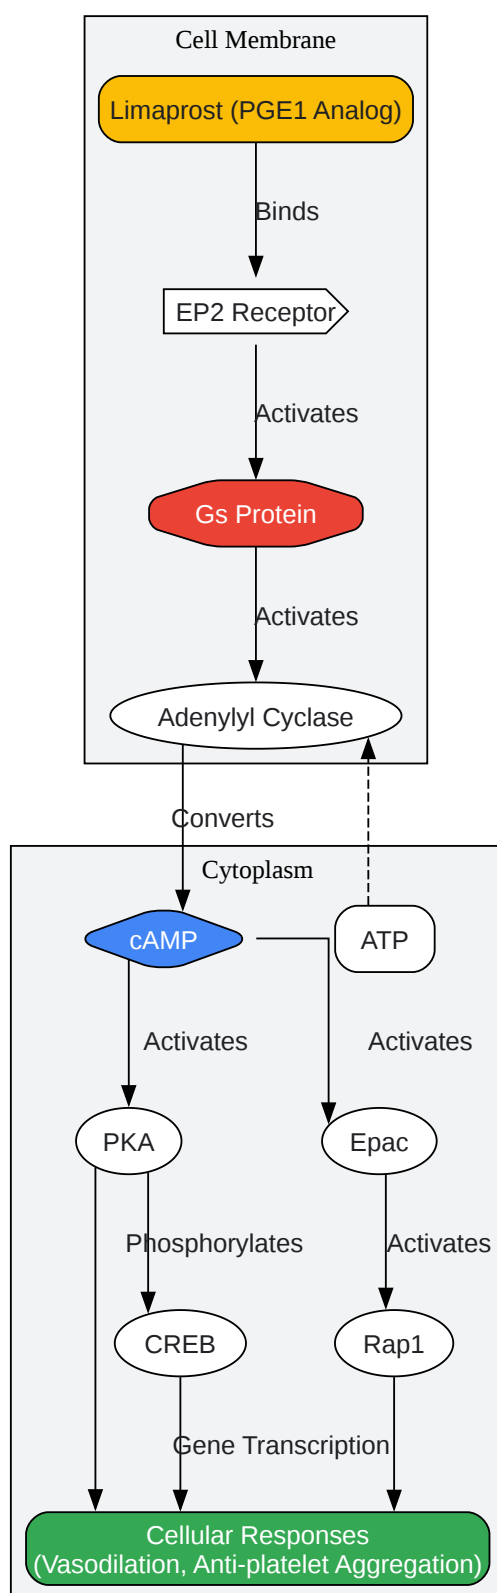 Cell Membrane
Limaprost (PGE1 Analog)
Binds
EP2 Receptor
Activates
Gs Protein
Activates
Adenylyl Cyclase
Converts
Cytoplasm
cAMP
ATP
Activates
Activates
PKA
Epac
Phosphorylates
Activates
CREB
Rap1
Gene Transcription
Cellular Responses
(Vasodilation, Anti-platelet Aggregation)